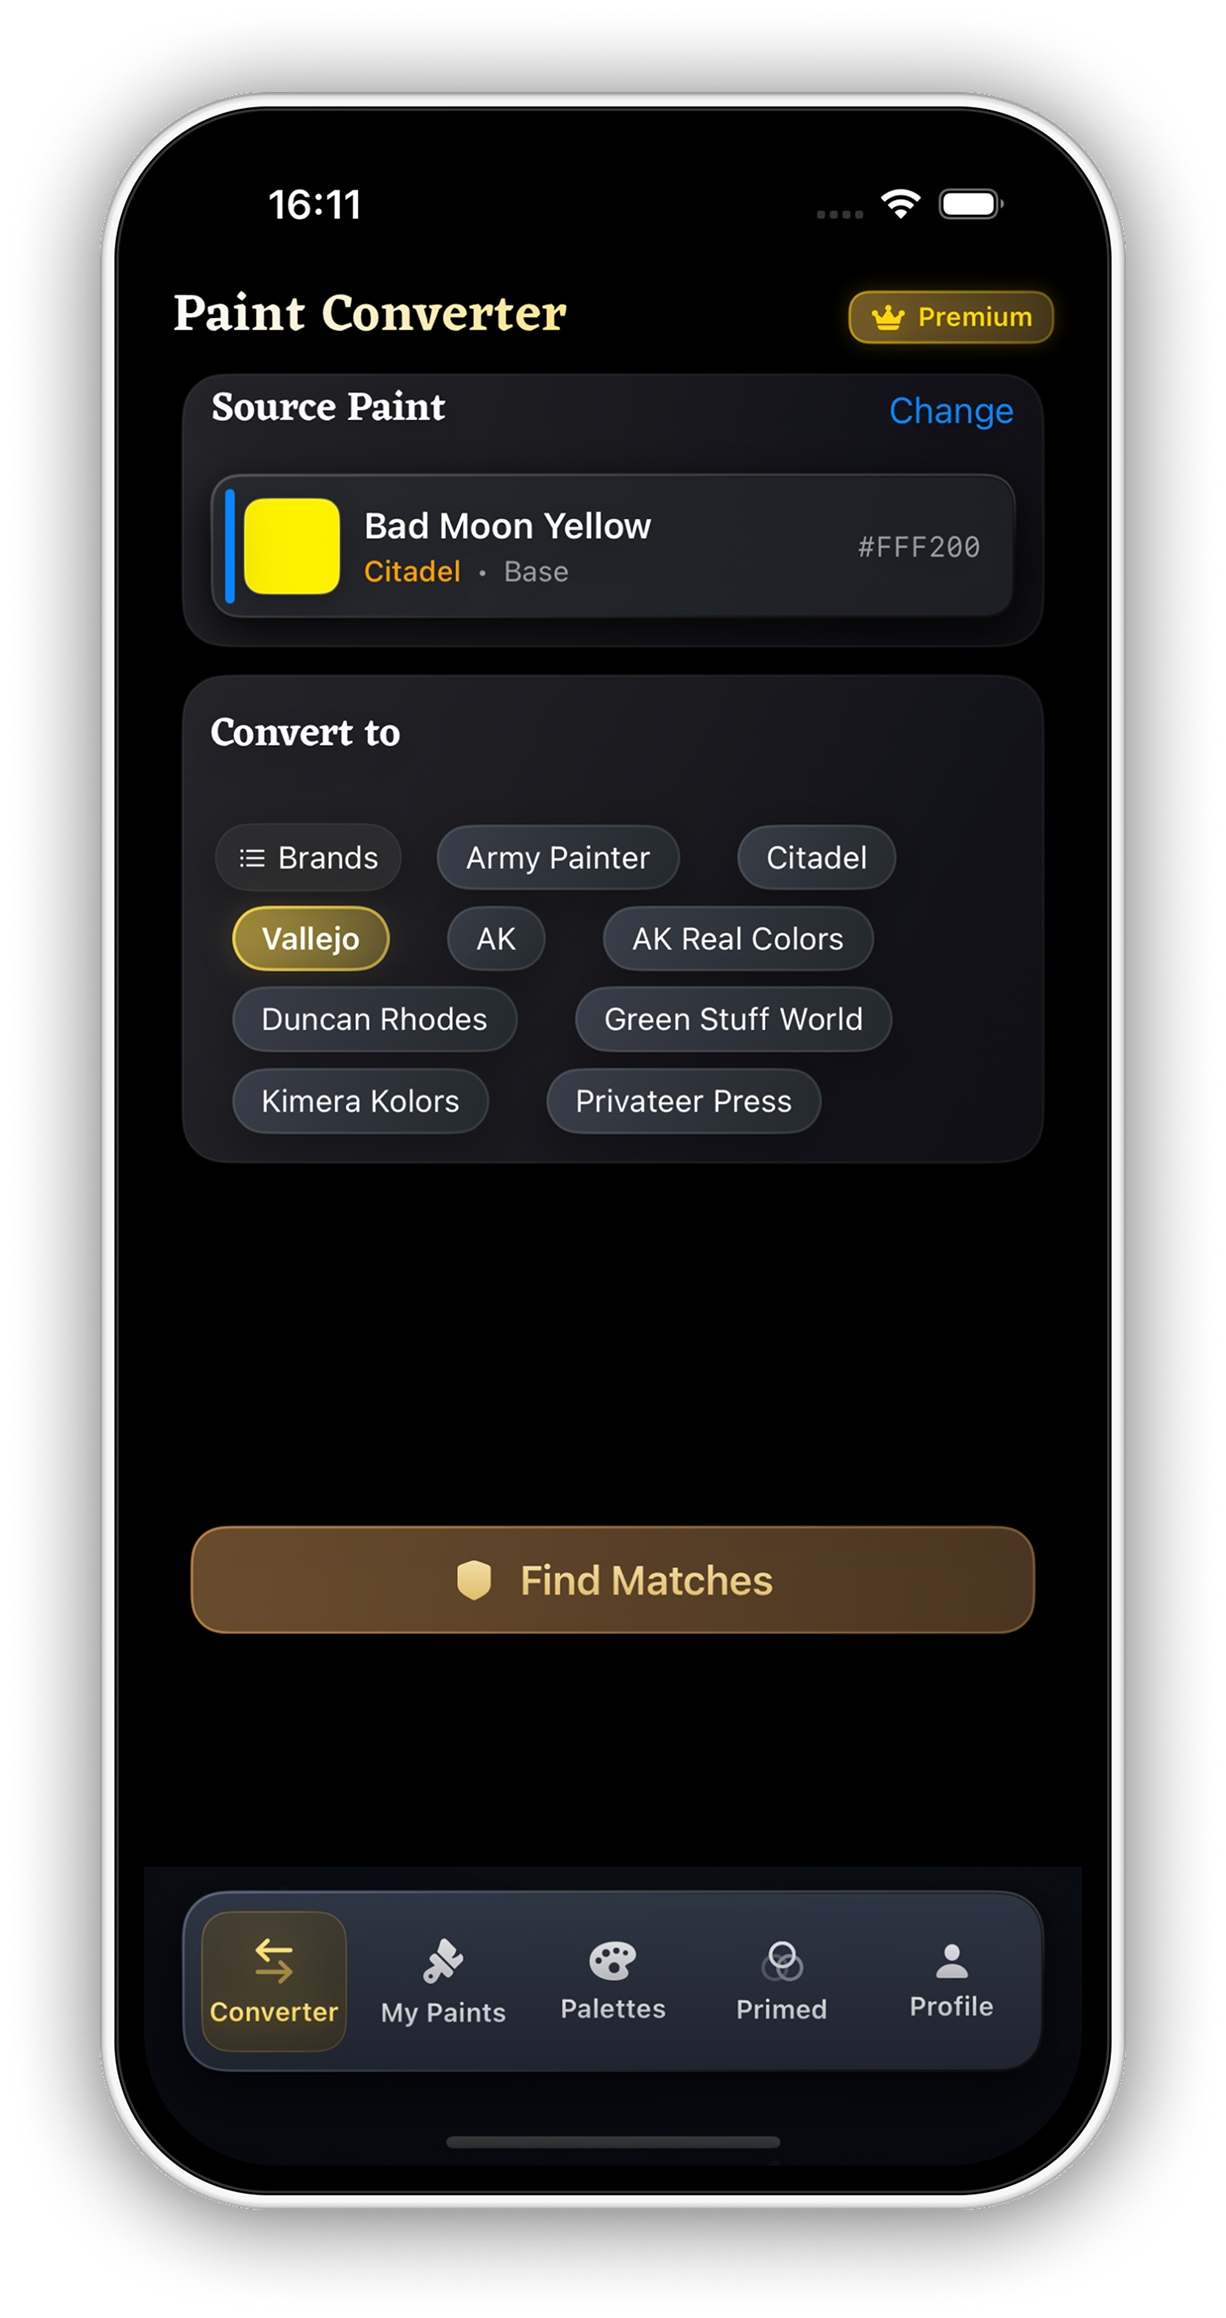 16:11
Paint Converter
Premium
Source Paint
Change
Bad Moon Yellow
Citadel • Base
#FFF200
Convert to
Brands Army Painter Citadel
Vallejo AK AK Real Colors
Duncan Rhodes Green Stuff World
Kimera Kolors Privateer Press
Find Matches
Converter My Paints Palettes Primed Profile